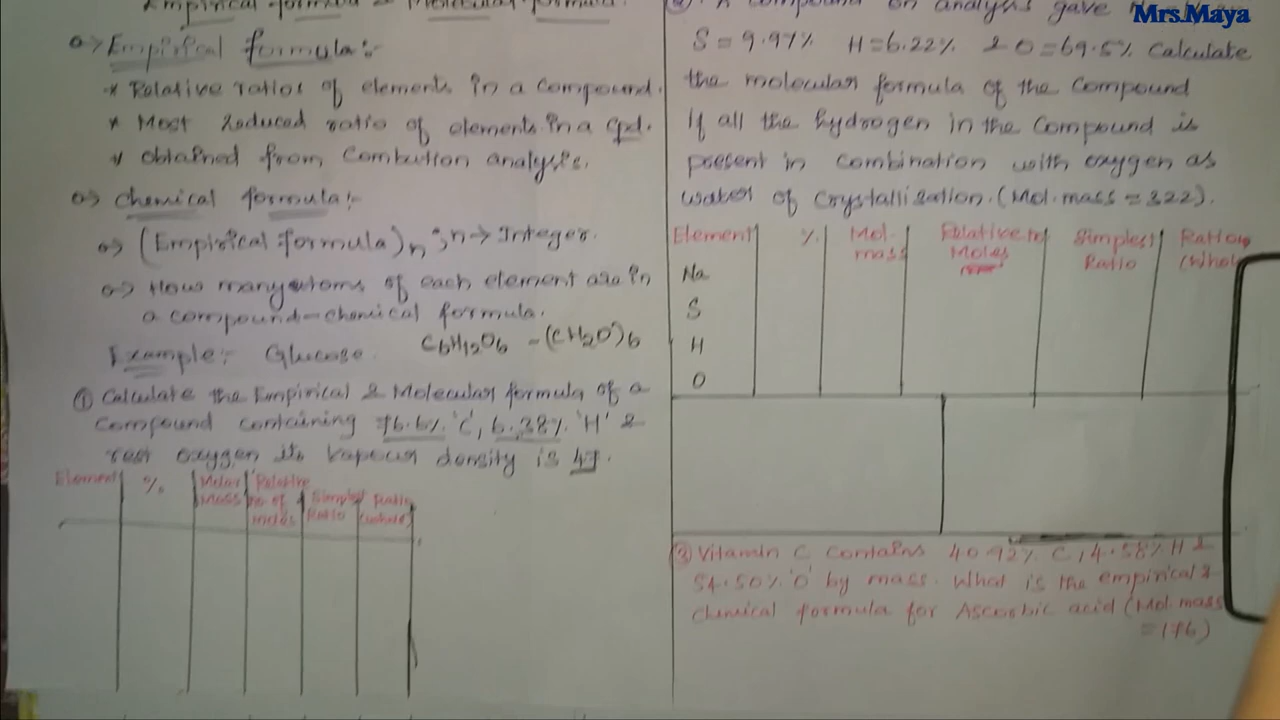 Empirical formula & Molecular formula.
=> Empirical formula:-
* Relative ratios of elements in a compound.
* Most reduced ratio of elements in a cpd.
* obtained from Combution analysis.
=> Chemical formula:-
=> (Empirical formula)n ; n → Integer.
=> How many atoms of each element are in
a compound - chemical formula.
Example:- Glucose. C6H12O6 - (CH2O)6
① Calculate the Empirical & Molecular formula of a
compound containing 76.6% 'C', 6.38% 'H' &
rest oxygen its vapour density is 47.
Element % Molar Mass Relative no of moles Simplest Ratio Ratio (whole)
② A compound on analysis gave
Mrs.Maya
S = 9.97% H = 6.22% & O = 69.5% Calculate
the molecular formula of the compound
if all the hydrogen in the compound is
present in combination with oxygen as
water of crystallisation. (Mol. mass = 322).
Element % Mol. mass Relative no Moles Simplest Ratio Ratio (Whole
Na
S
H
O
③ Vitamin C contains 40.92% C, 4.58% H &
54.50% 'O' by mass. What is the empirical &
chemical formula for Ascorbic acid (Mol. mass
= 176)